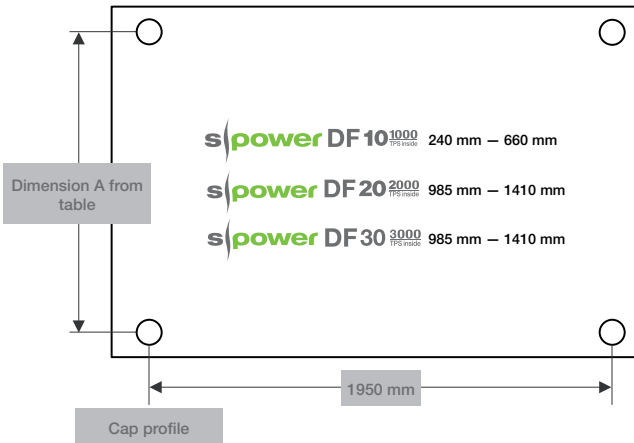 s power DF 10 1000 TPS inside 240 mm — 660 mm
Dimension A from
table
s power DF 20 2000 TPS inside 985 mm — 1410 mm
s power DF 30 3000 TPS inside 985 mm — 1410 mm
1950 mm
Cap profile